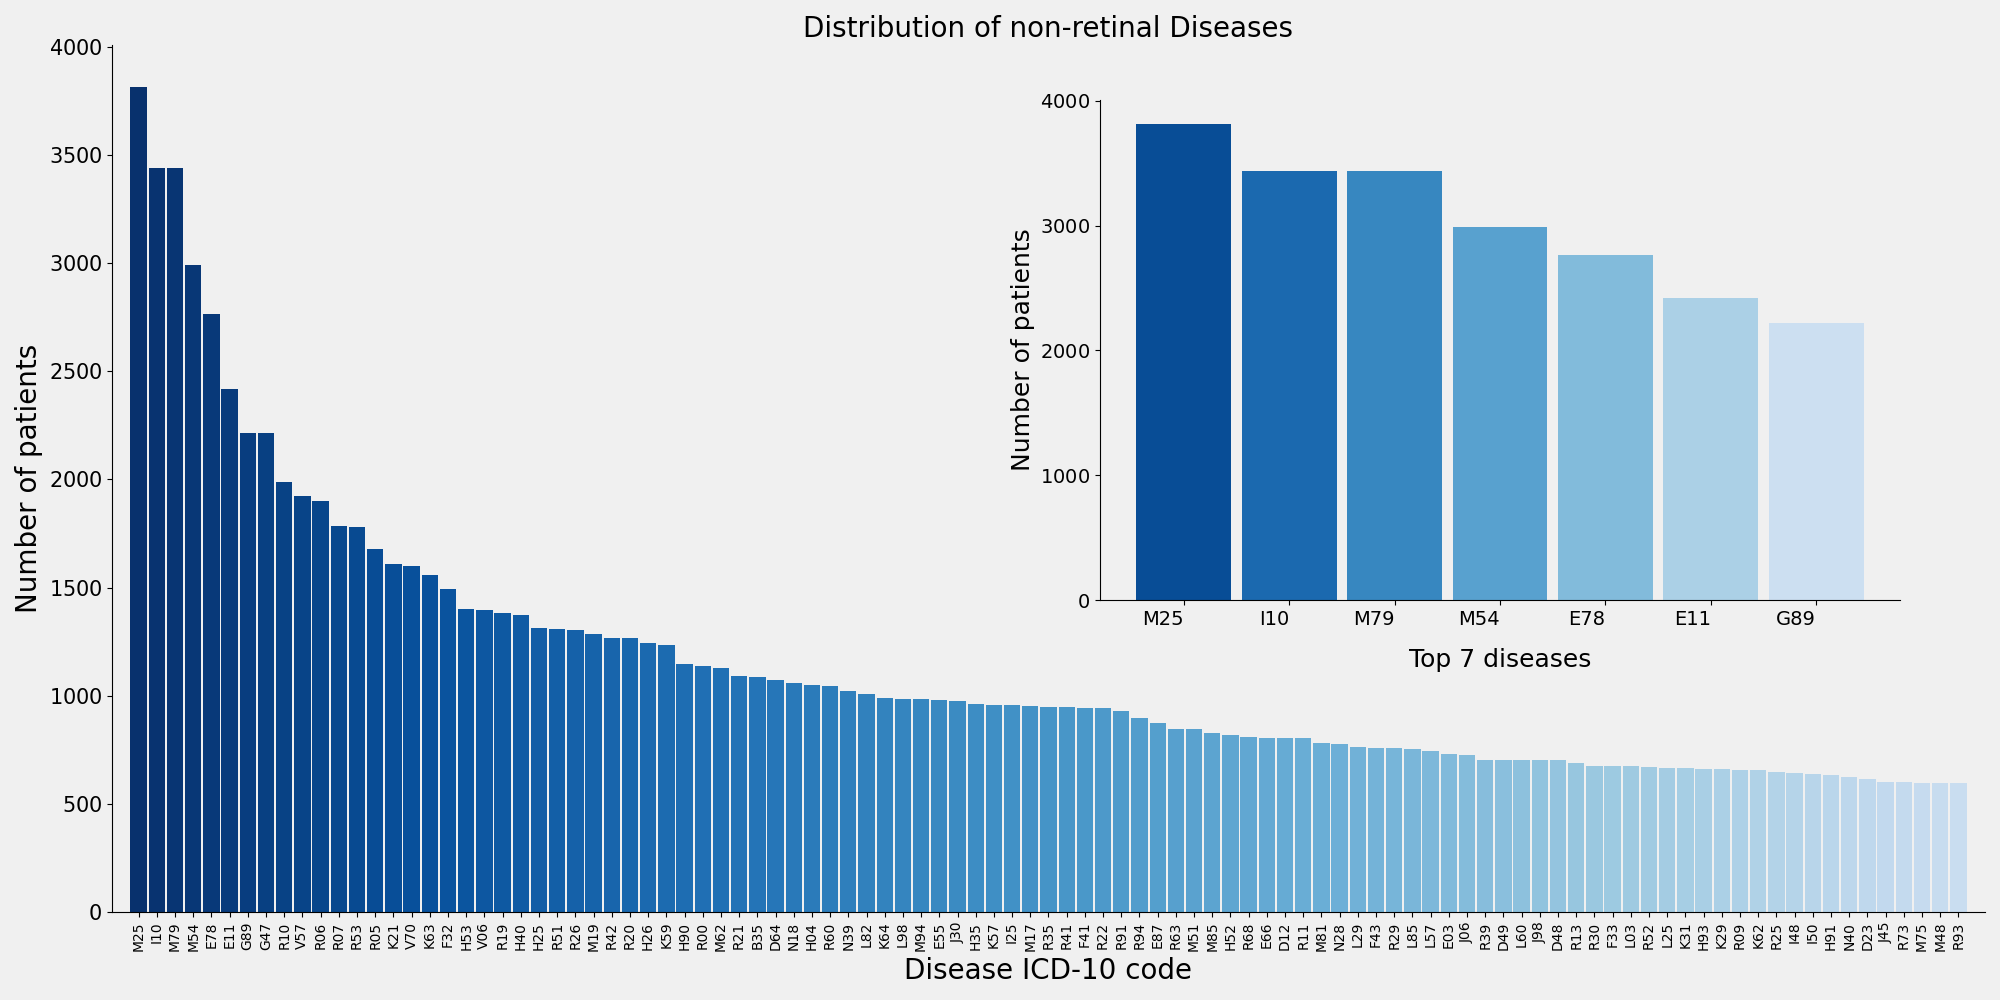 Distribution of non-retinal Diseases
Number of patients
4000
3500
3000
2500
2000
1500
1000
500
0
M25 I10 M79 M54 E78 E11 G89 G47 R10 V57 R06 R07 R53 R05 K21 V70 K63 F32 H53 V06 R19 H40 H25 R51 R26 M19 R42 R20 H26 K59 H90 R00 M62 R21 B35 D64 N18 H04 R60 N39 L82 K64 L98 M94 E55 J30 H35 K57 I25 M17 R35 R41 F41 R22 R91 R94 E87 R63 M51 M85 H52 R68 E66 D12 R11 M81 N28 L29 F43 R29 L85 L57 E03 J06 R39 D49 L60 J98 D48 R13 R30 F33 L03 R52 L25 K31 H93 K29 R09 K62 R25 I48 I50 H91 N40 D23 J45 R73 M75 M48 R93
Disease ICD-10 code
Number of patients
4000
3000
2000
1000
0
M25 I10 M79 M54 E78 E11 G89
Top 7 diseases